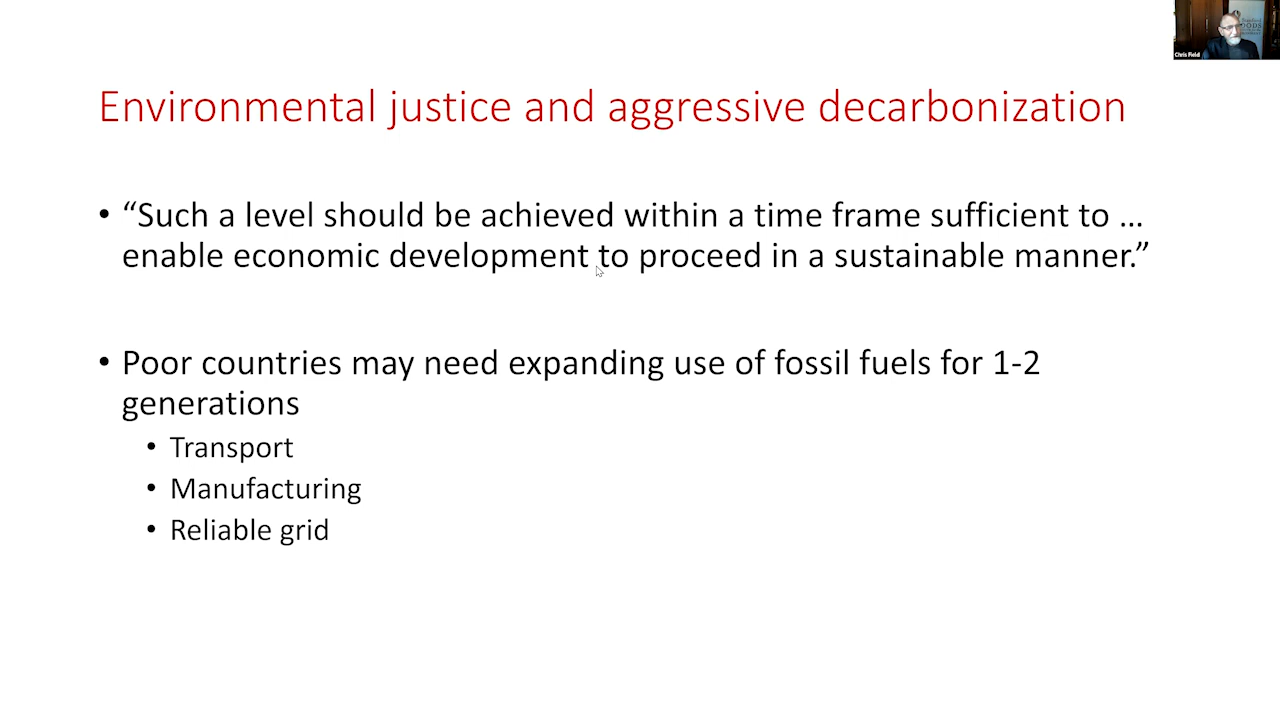 Chris Field
Environmental justice and aggressive decarbonization
• “Such a level should be achieved within a time frame sufficient to …
enable economic development to proceed in a sustainable manner.”
• Poor countries may need expanding use of fossil fuels for 1-2
generations
• Transport
• Manufacturing
• Reliable grid